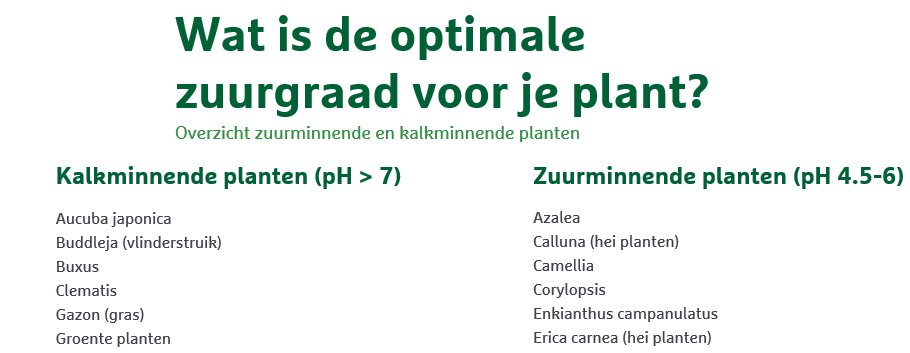 Wat is de optimale
zuurgraad voor je plant?
Overzicht zuurminnende en kalkminnende planten
Kalkminnende planten (pH > 7)
Aucuba japonica
Buddleja (vlinderstruik)
Buxus
Clematis
Gazon (gras)
Groente planten
Zuurminnende planten (pH 4.5-6)
Azalea
Calluna (hei planten)
Camellia
Corylopsis
Enkianthus campanulatus
Erica carnea (hei planten)